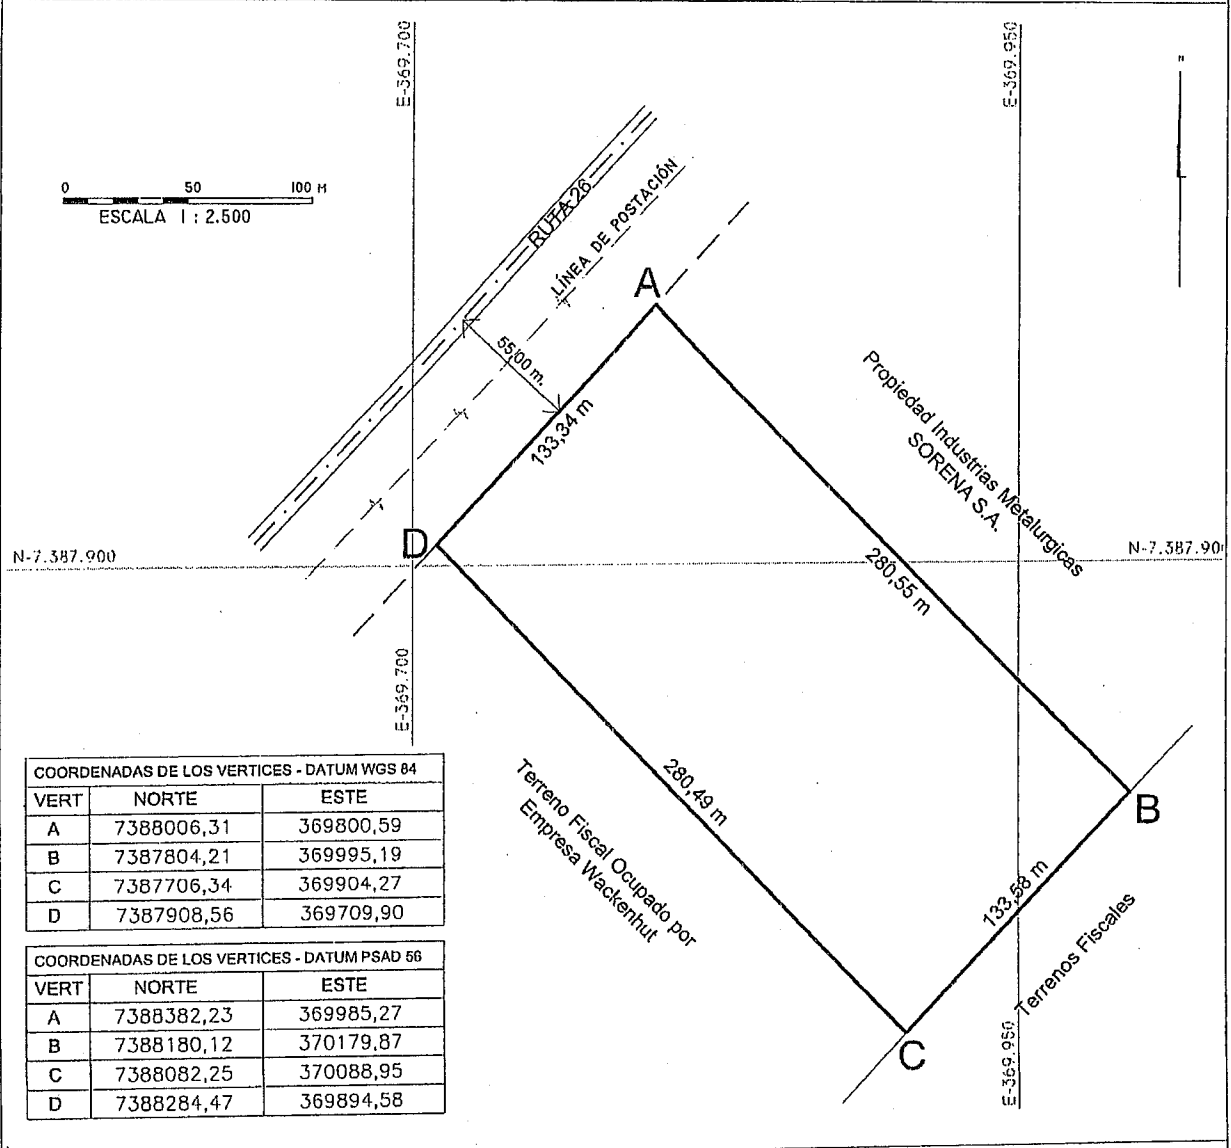 E-369.700
E-369.950
N
0 50 100 M
ESCALA 1 : 2.500
RUTA 26
LÍNEA DE POSTACIÓN
A
55,00 m.
133,34 m
Propiedad Industrias Metalurgicas
SORENA S.A.
D
N-7.387.900
N-7.387.90
280,55 m
E-369.700
280,49 m
Terreno Fiscal Ocupado por
Empresa Wackenhut
B
133,58 m
Terrenos Fiscales
C
E-369.950
COORDENADAS DE LOS VERTICES - DATUM WGS 84
VERT NORTE ESTE
A 7388006,31 369800,59
B 7387804,21 369995,19
C 7387706,34 369904,27
D 7387908,56 369709,90
COORDENADAS DE LOS VERTICES - DATUM PSAD 56
VERT NORTE ESTE
A 7388382,23 369985,27
B 7388180,12 370179,87
C 7388082,25 370088,95
D 7388284,47 369894,58